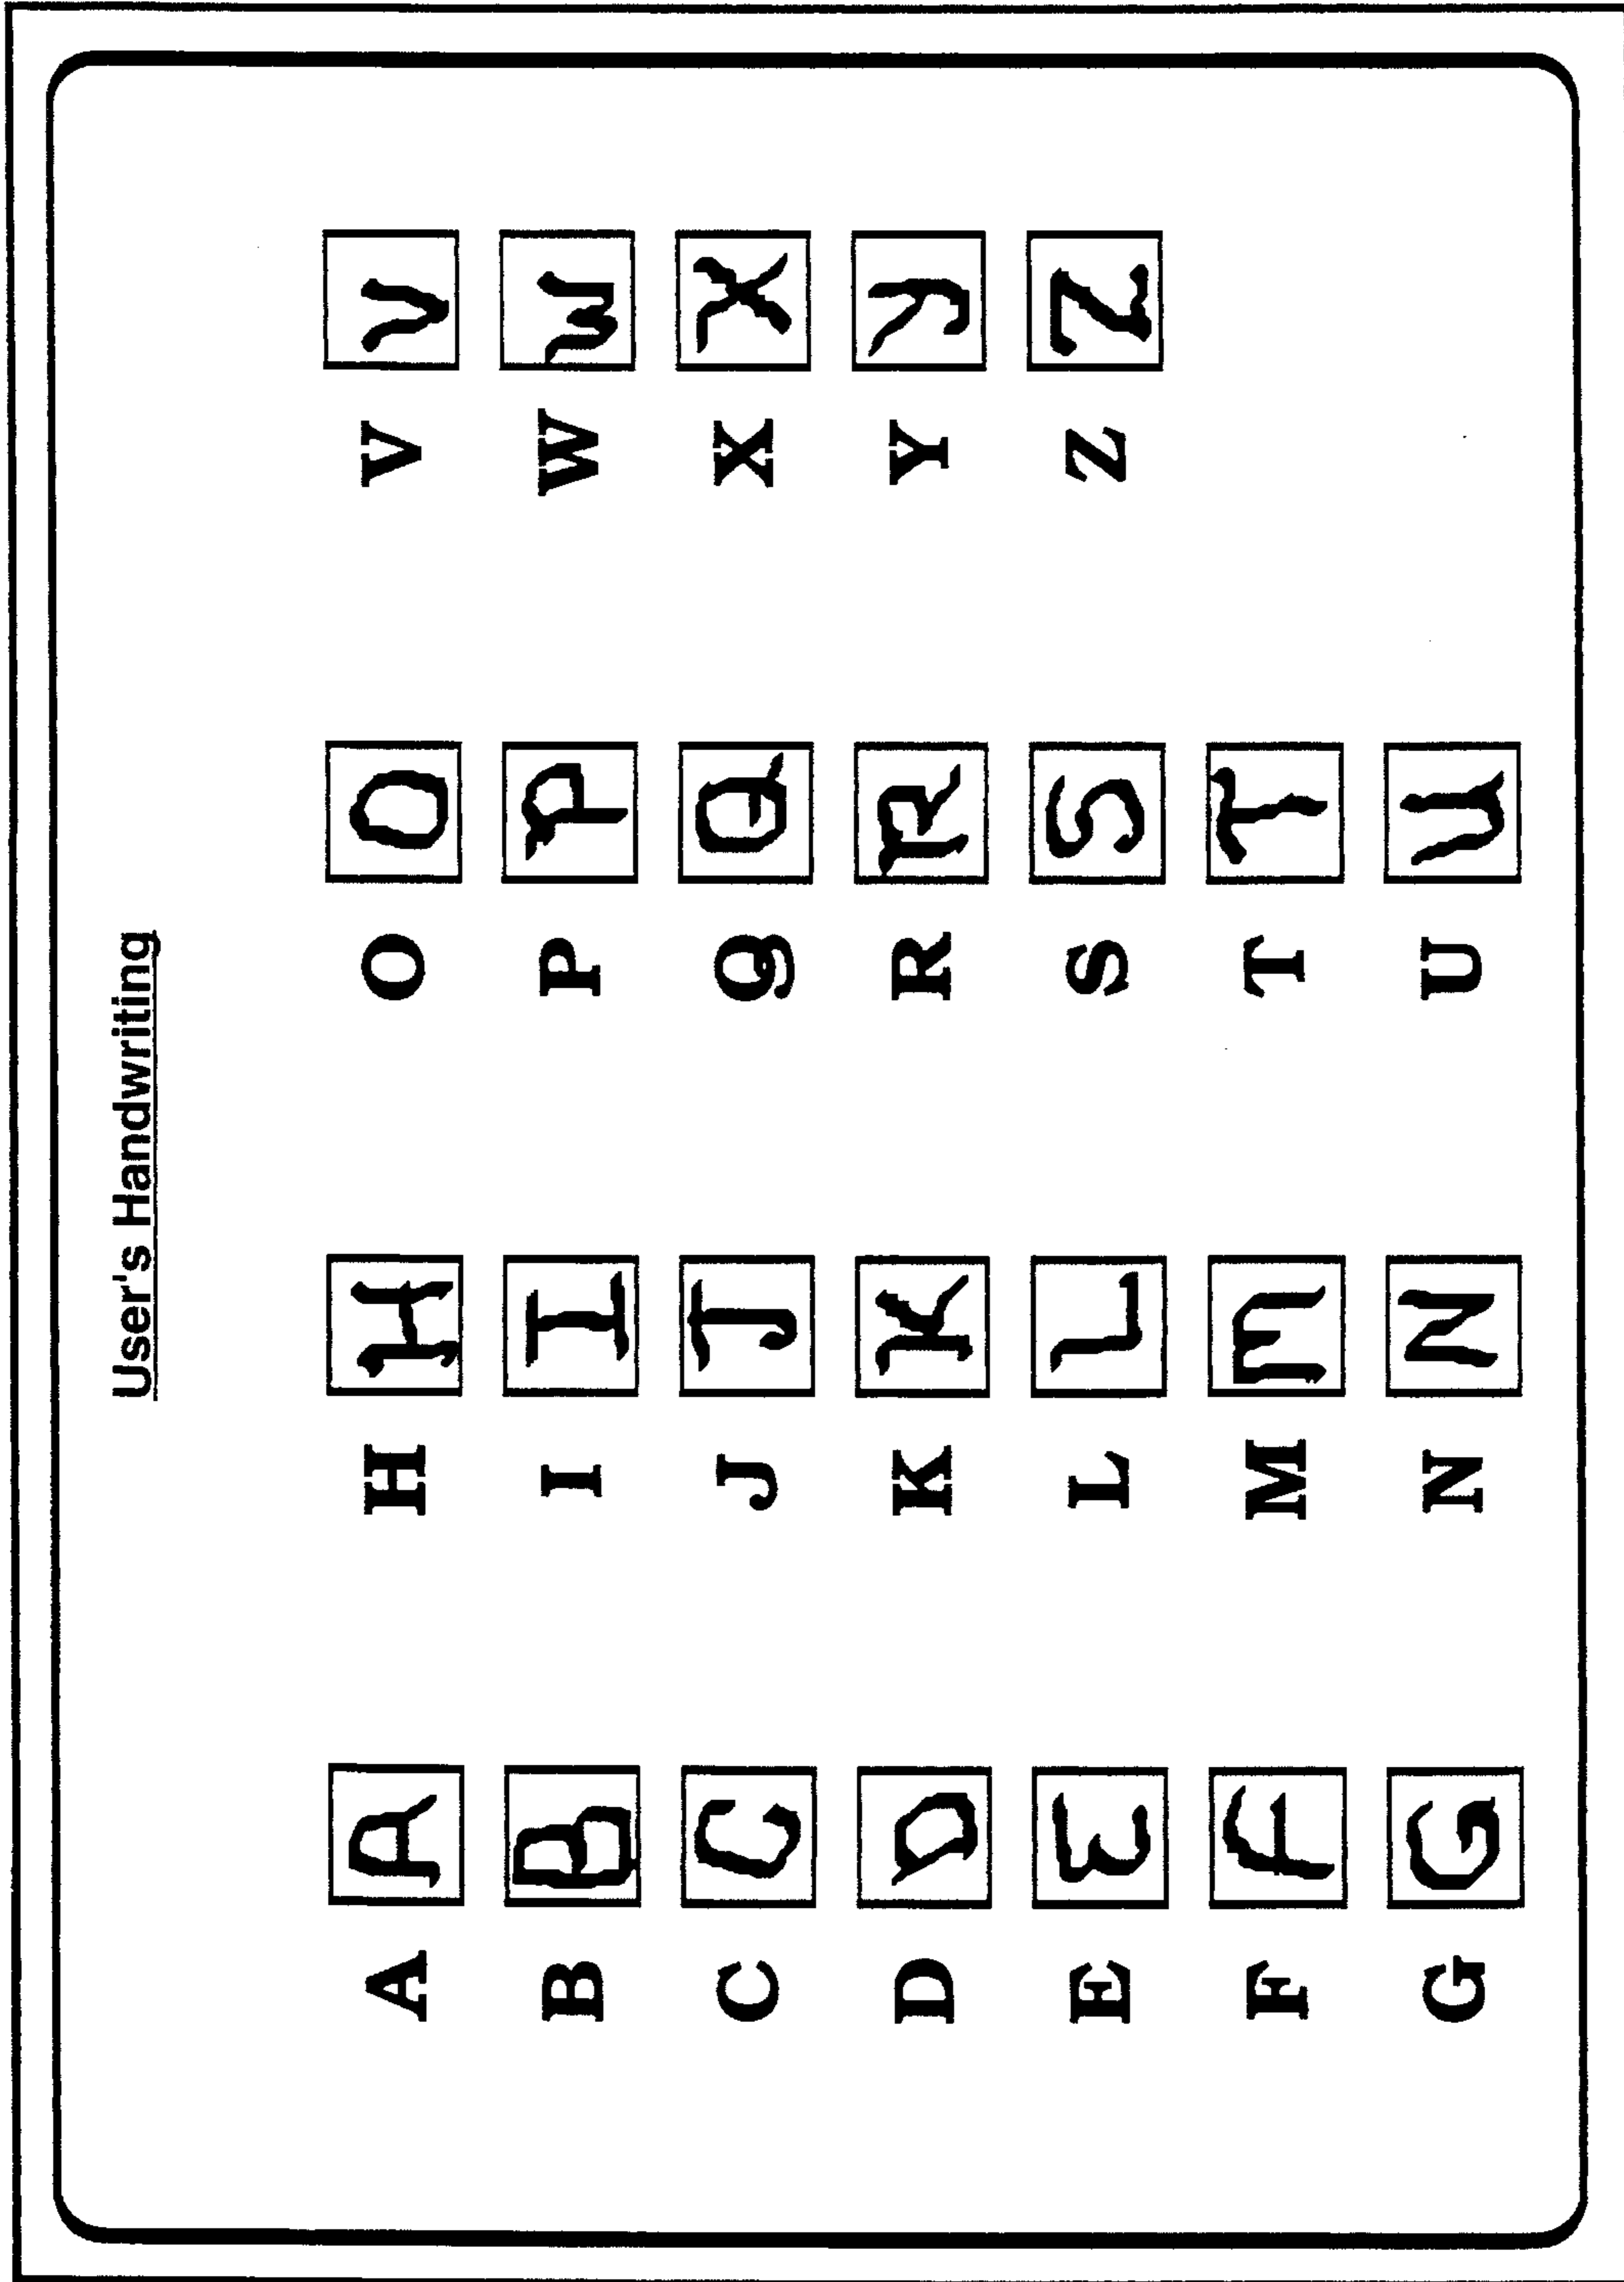 User's Handwriting
A A
B B
C C
D D
E E
F F
G G
H H
I I
J J
K K
L L
M M
N N
O O
P P
Q Q
R R
S S
T T
U U
V V
W W
X X
Y Y
Z Z